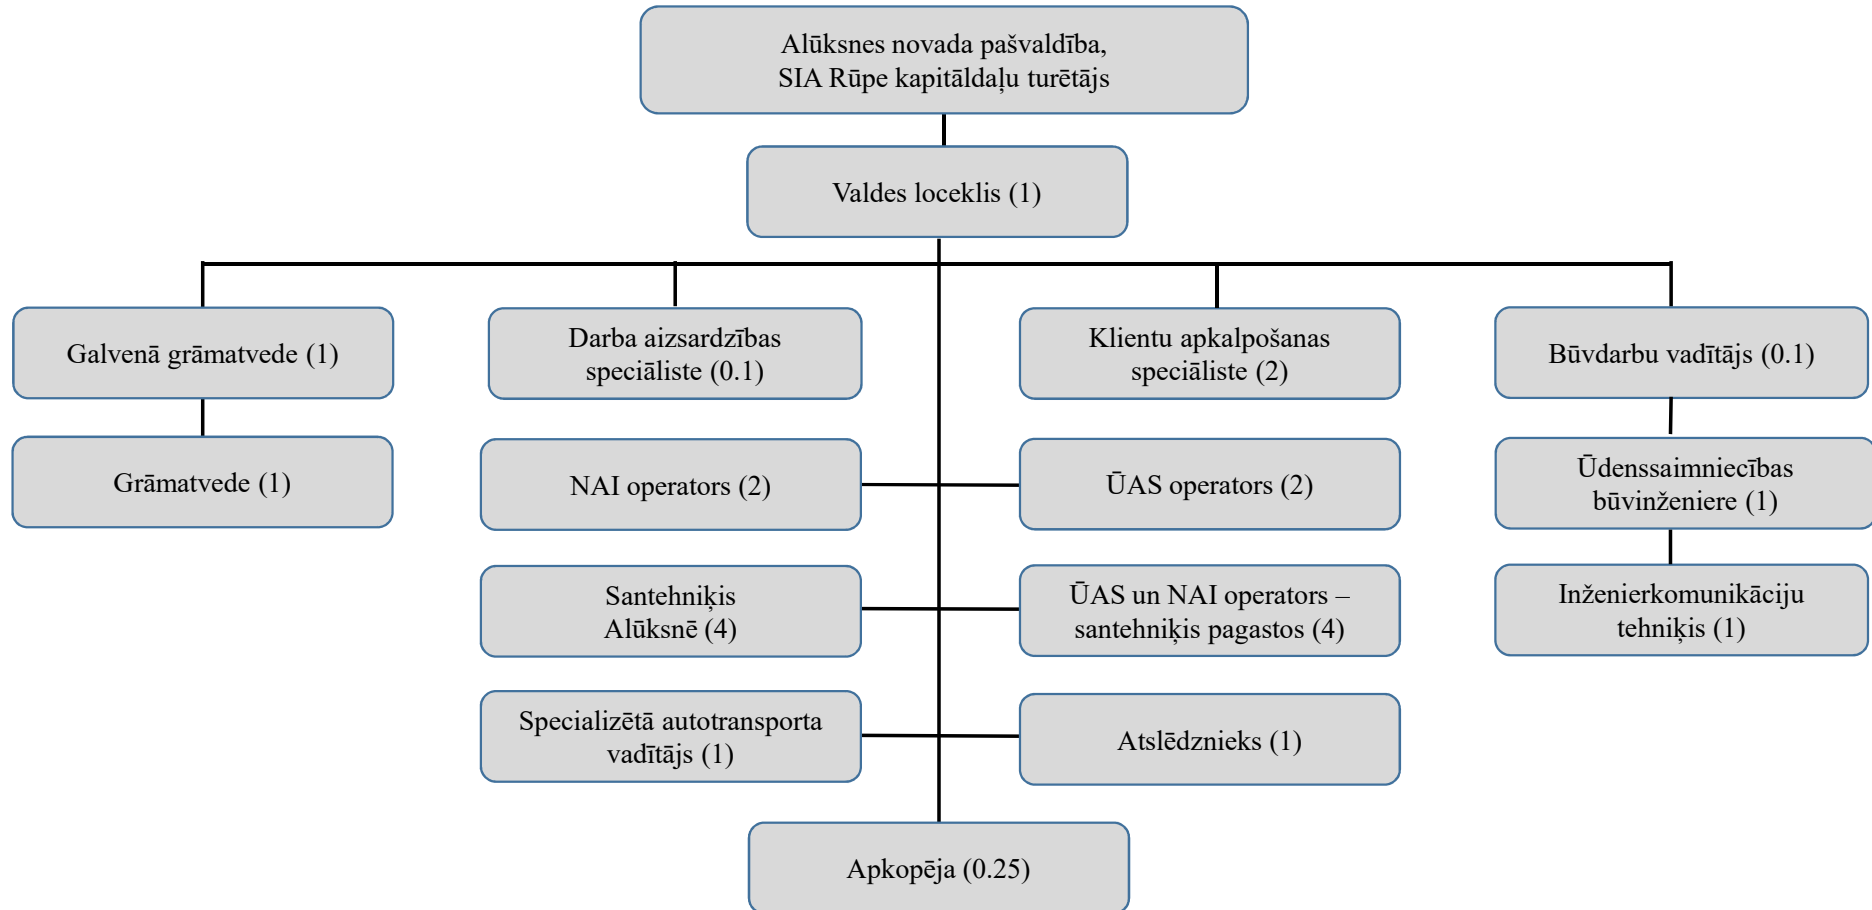 Alūksnes novada pašvaldība,
SIA Rūpe kapitāldaļu turētājs
Valdes loceklis (1)
Galvenā grāmatvede (1)
Darba aizsardzības
speciāliste (0.1)
Klientu apkalpošanas
speciāliste (2)
Būvdarbu vadītājs (0.1)
Grāmatvede (1)
NAI operators (2)
ŪAS operators (2)
Ūdenssaimniecības
būvinženiere (1)
Santehniķis
Alūksnē (4)
ŪAS un NAI operators –
santehniķis pagastos (4)
Inženierkomunikāciju
tehniķis (1)
Specializētā autotransporta
vadītājs (1)
Atslēdznieks (1)
Apkopēja (0.25)